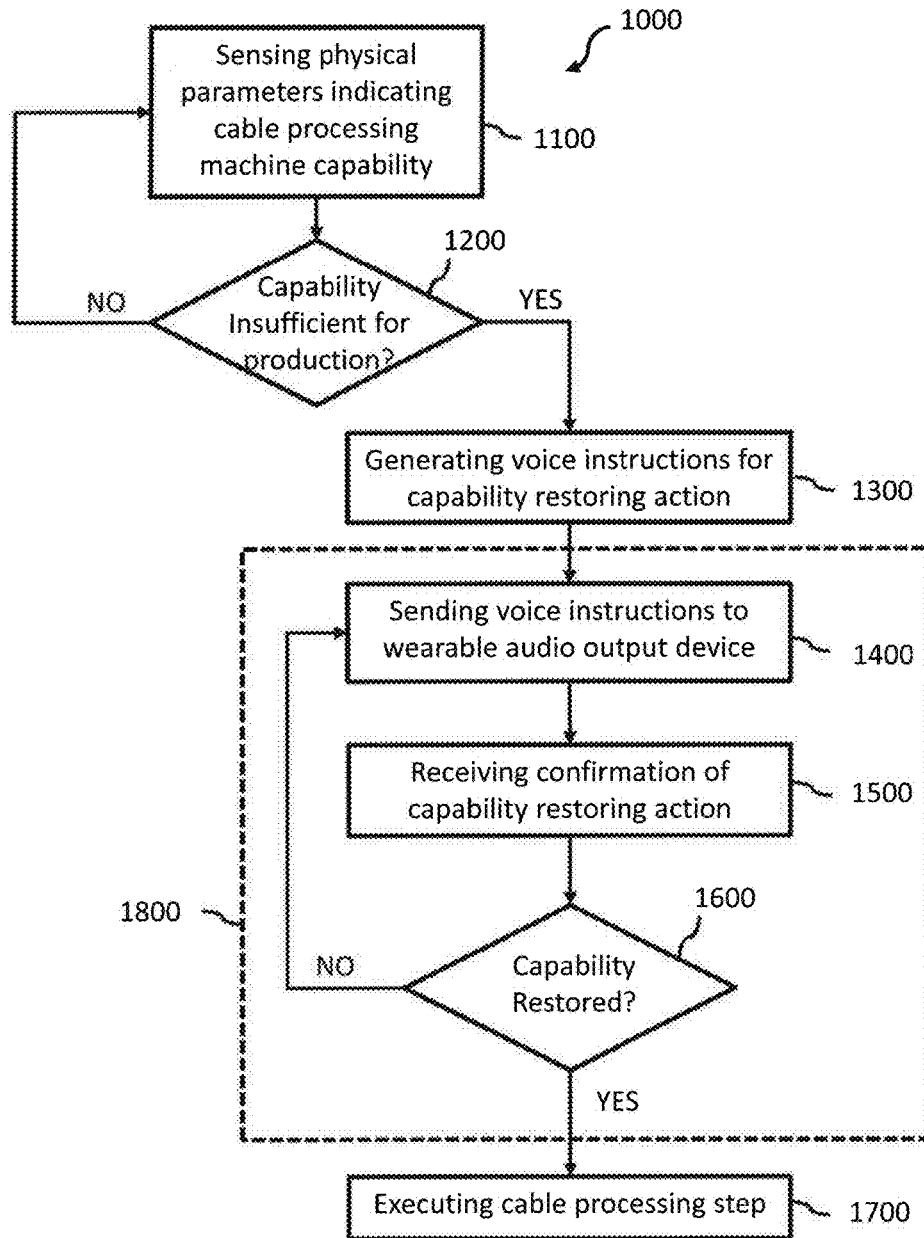 1000
Sensing physical
parameters indicating
cable processing
machine capability
1100
1200
NO
Capability
Insufficient for
production?
YES
Generating voice instructions for
capability restoring action
1300
Sending voice instructions to
wearable audio output device
1400
Receiving confirmation of
capability restoring action
1500
1800
1600
NO
Capability
Restored?
YES
Executing cable processing step
1700